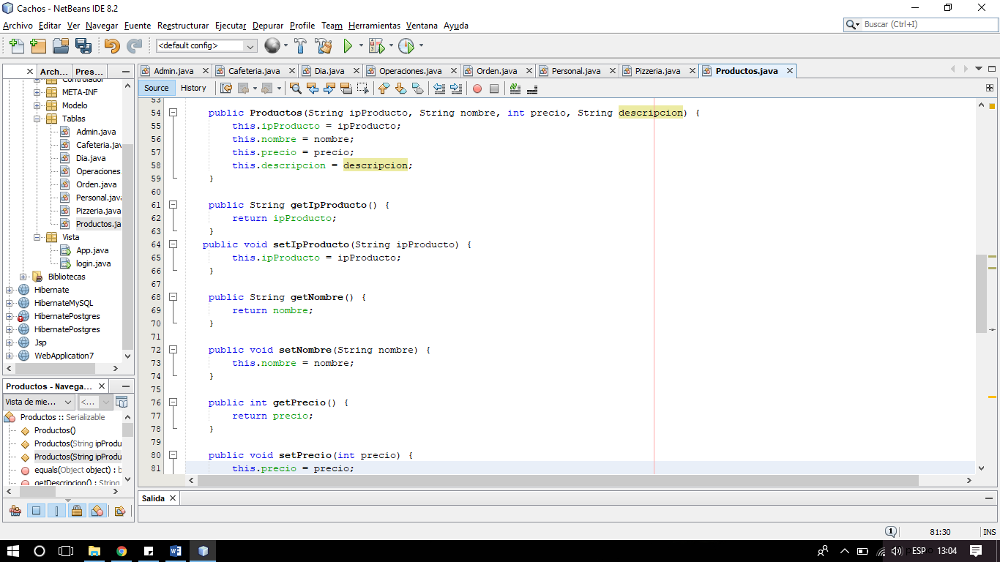 Cachos - NetBeans IDE 8.2
Archivo Editar Ver Navegar Fuente Reestructurar Ejecutar Depurar Profile Team Herramientas Ventana Ayuda
Buscar (Ctrl+I)
<default config>
Arch... Pres...
Admin.java Cafeteria.java Dia.java Operaciones.java Orden.java Personal.java Pizzeria.java Productos.java
Source History
Controlador
META-INF
Modelo
Tablas
Admin.java
Cafeteria.jav
Dia.java
Operaciones.
Orden.java
Personal.java
Pizzeria.java
Productos.ja
Vista
App.java
login.java
Bibliotecas
Hibernate
HibernateMySQL
HibernatePostgres
HibernatePostgres
Jsp
WebApplication7
53
54 public Productos(String ipProducto, String nombre, int precio, String descripcion) {
55 this.ipProducto = ipProducto;
56 this.nombre = nombre;
57 this.precio = precio;
58 this.descripcion = descripcion;
59 }
60
61 public String getIpProducto() {
62 return ipProducto;
63 }
64 public void setIpProducto(String ipProducto) {
65 this.ipProducto = ipProducto;
66 }
67
68 public String getNombre() {
69 return nombre;
70 }
71
72 public void setNombre(String nombre) {
73 this.nombre = nombre;
74 }
75
76 public int getPrecio() {
77 return precio;
78 }
79
80 public void setPrecio(int precio) {
81 this.precio = precio;
Productos - Navega...
Vista de mie... <...
Productos :: Serializable
Productos()
Productos(String ipProdu
Productos(String ipProdu
equals(Object object) : b
getDescripcion() : String
Salida
1 81:30 INS
ESP 13:04